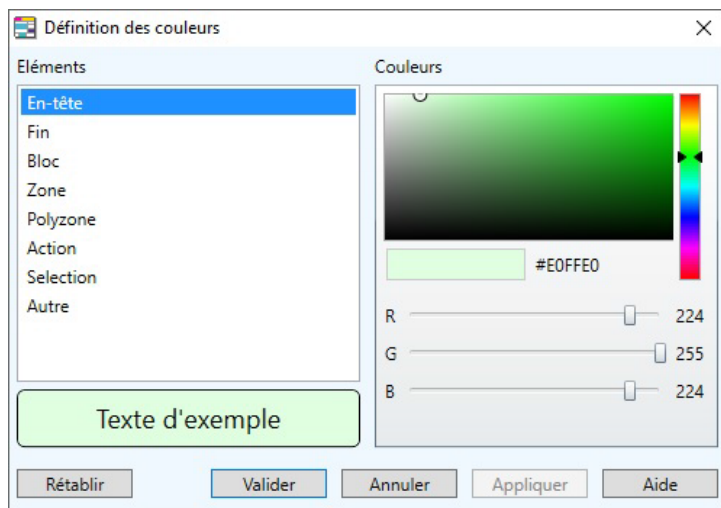 Définition des couleurs
Eléments
En-tête
Fin
Bloc
Zone
Polyzone
Action
Selection
Autre
Texte d'exemple
Couleurs
#E0FFE0
R 224
G 255
B 224
Rétablir Valider Annuler Appliquer Aide